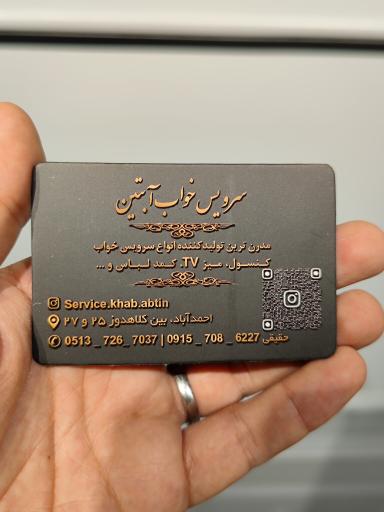 سرویس خواب آبتین
مدرن ترین تولیدکننده انواع سرویس خواب
کنسول، میز TV، کمد لباس و ...
Service.khab.abtin
احمدآباد، بین کلاهدوز ۲۵ و ۲۷
0513 _ 726_ 7037 | 0915 _ 708 _ 6227 حقیقی